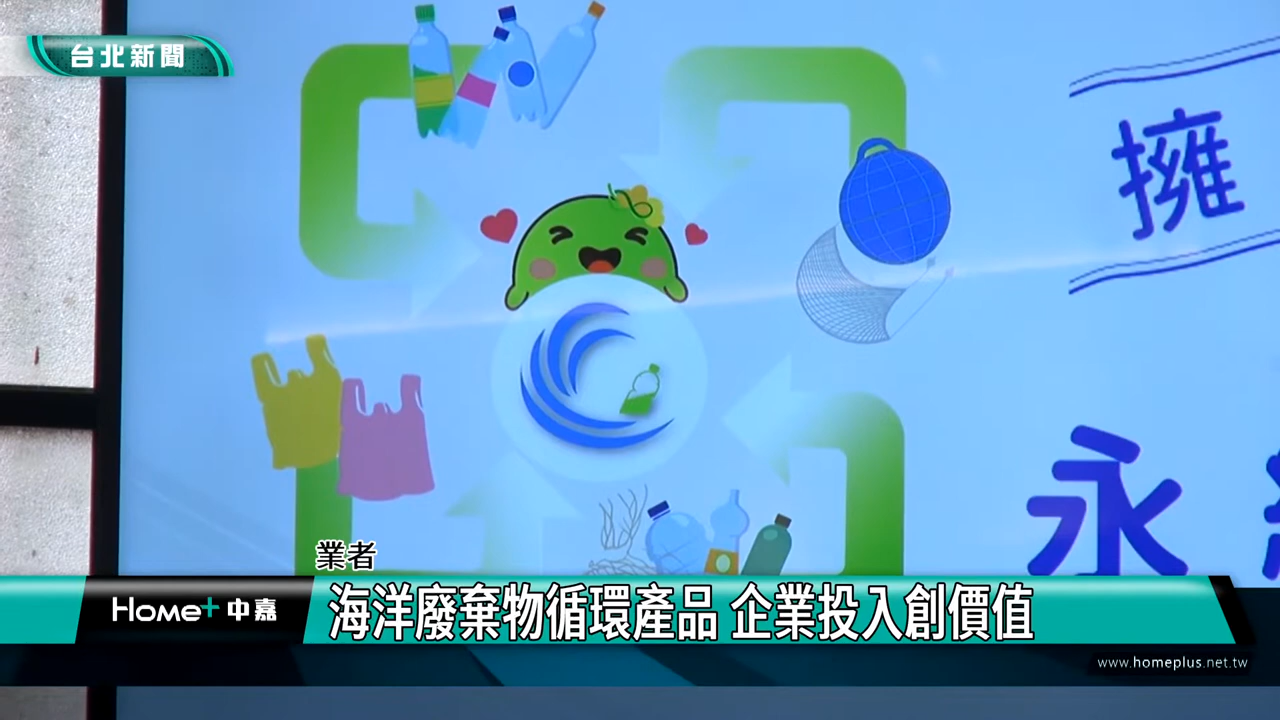 台北新聞
擁
永
業者
Home+ 中嘉
海洋廢棄物循環產品 企業投入創價值
www.homeplus.net.tw